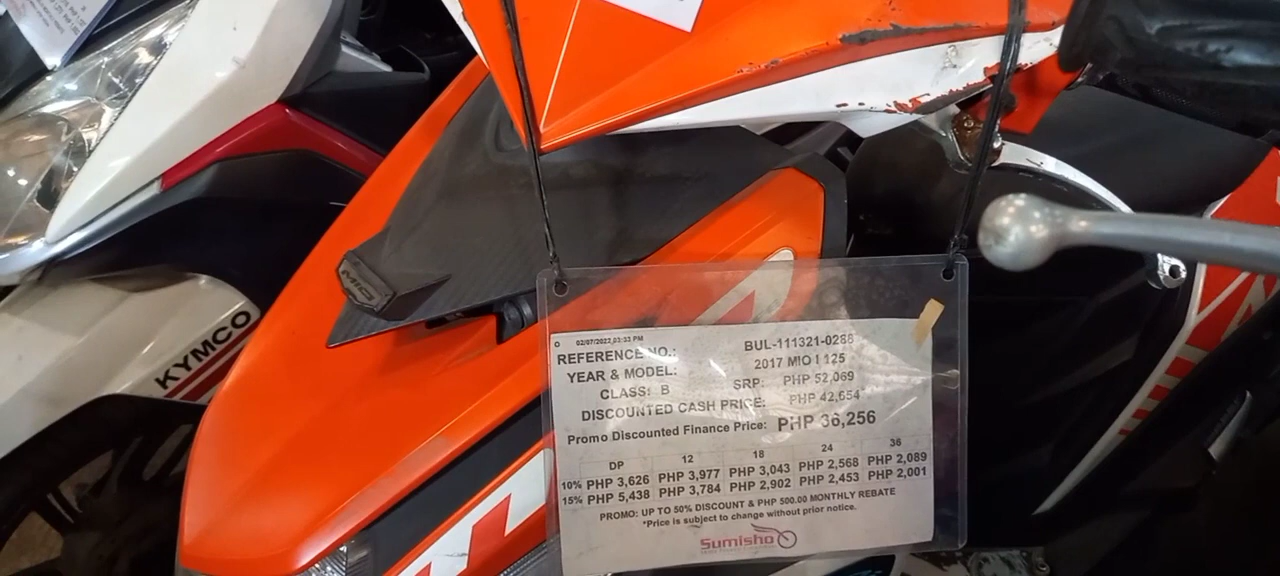 KYMCO
MIO
02/07/2022 03:33 PM
REFERENCE NO.: BUL-111321-0288
YEAR & MODEL: 2017 MIO I 125
CLASS: B SRP: PHP 52,069
DISCOUNTED CASH PRICE: PHP 42,654
Promo Discounted Finance Price: PHP 36,256
DP 12 18 24 36
10% PHP 3,626 PHP 3,977 PHP 3,043 PHP 2,568 PHP 2,089
15% PHP 5,438 PHP 3,784 PHP 2,902 PHP 2,453 PHP 2,001
PROMO: UP TO 50% DISCOUNT & PHP 500.00 MONTHLY REBATE
*Price is subject to change without prior notice.
Sumisho